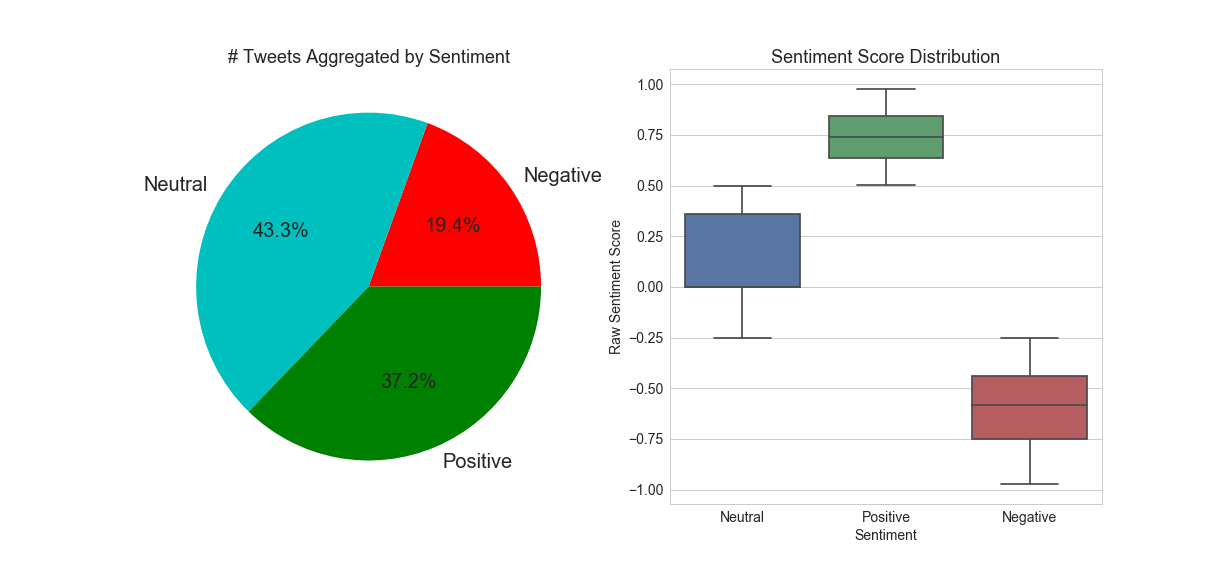 # Tweets Aggregated by Sentiment
Neutral
Negative
43.3%
19.4%
37.2%
Positive
Sentiment Score Distribution
1.00
0.75
0.50
0.25
0.00
−0.25
−0.50
−0.75
−1.00
Raw Sentiment Score
Neutral Positive Negative
Sentiment